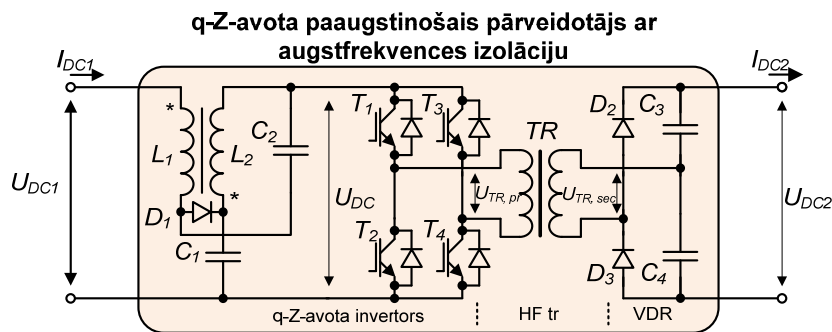 q-Z-avota paaugstinošais pārveidotājs ar
augstfrekvences izolāciju
I_DC1
I_DC2
*
T1
T3
D2
C3
C2
TR
L1
L2
U_DC1
U_DC
U_TR, pr
U_TR, sec
U_DC2
*
D1
T2
T4
D3
C4
C1
q-Z-avota invertors
HF tr
VDR